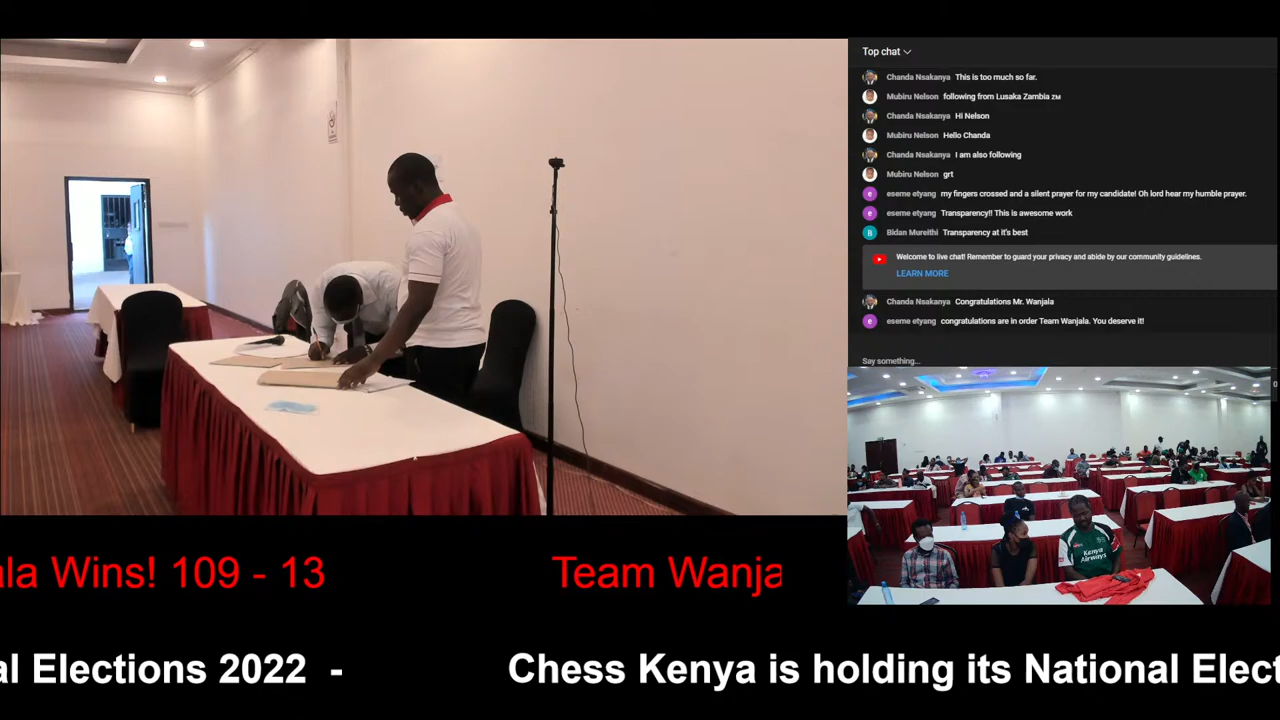 Top chat
Chanda Nsakanya This is too much so far.
Mubiru Nelson following from Lusaka Zambia ZM
Chanda Nsakanya Hi Nelson
Mubiru Nelson Hello Chanda
Chanda Nsakanya I am also following
Mubiru Nelson grt
eseme etyang my fingers crossed and a silent prayer for my candidate! Oh lord hear my humble prayer.
eseme etyang Transparency!! This is awesome work
B Bidan Mureithi Transparency at it's best
Welcome to live chat! Remember to guard your privacy and abide by our community guidelines.
LEARN MORE
Chanda Nsakanya Congratulations Mr. Wanjala
eseme etyang congratulations are in order Team Wanjala. You deserve it!
Say something...
Kenya
Airways
ala Wins! 109 - 13 Team Wanja
al Elections 2022 - Chess Kenya is holding its National Elect